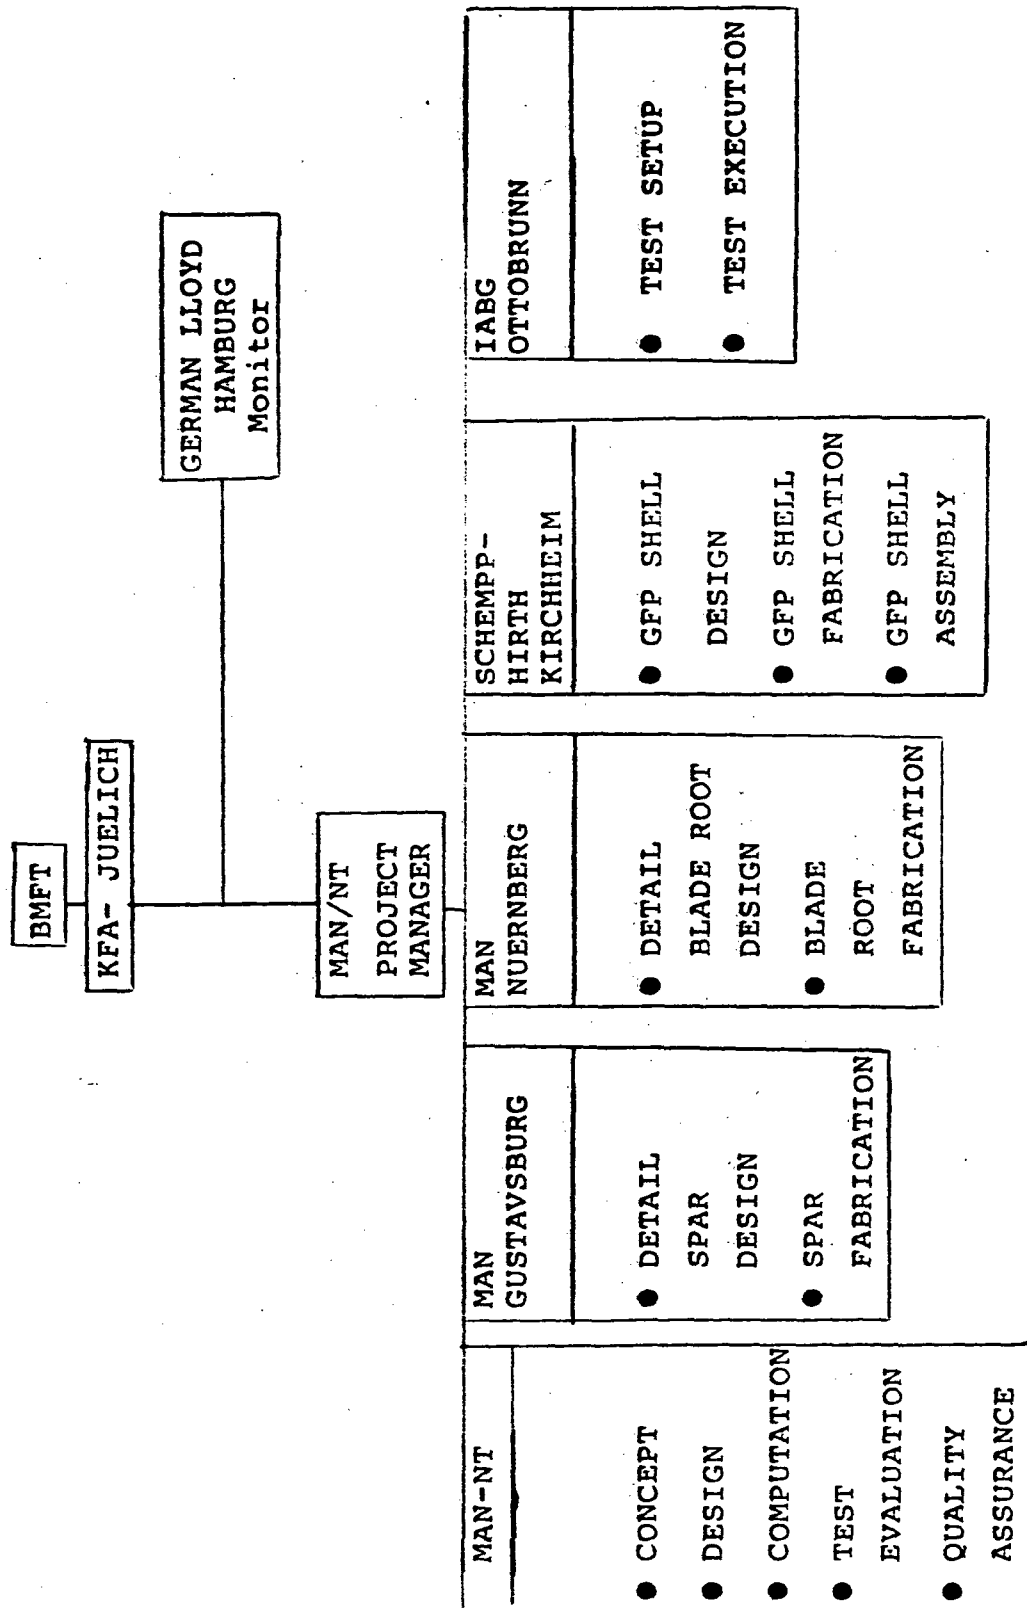 BMFT
KFA- JUELICH
GERMAN LLOYD
HAMBURG
Monitor
MAN/NT
PROJECT
MANAGER
MAN-NT
● CONCEPT
● DESIGN
● COMPUTATION
● TEST
EVALUATION
● QUALITY
ASSURANCE
MAN
GUSTAVSBURG
● DETAIL
SPAR
DESIGN
● SPAR
FABRICATION
MAN
NUERNBERG
● DETAIL
BLADE ROOT
DESIGN
● BLADE
ROOT
FABRICATION
SCHEMPP-
HIRTH
KIRCHHEIM
● GFP SHELL
DESIGN
● GFP SHELL
FABRICATION
● GFP SHELL
ASSEMBLY
IABG
OTTOBRUNN
● TEST SETUP
● TEST EXECUTION